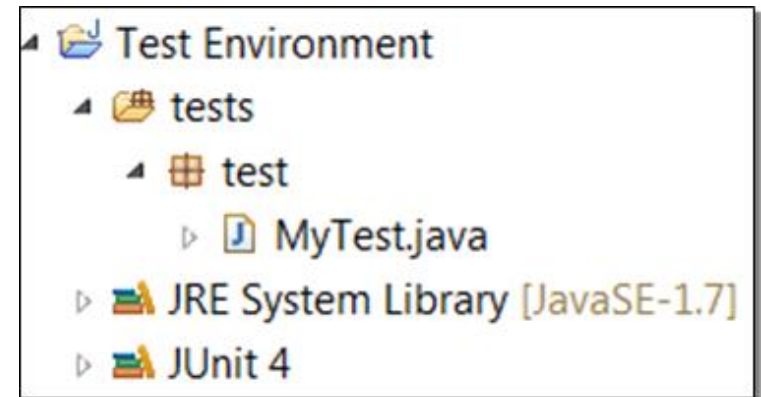 Test Environment
tests
test
MyTest.java
JRE System Library [JavaSE-1.7]
JUnit 4